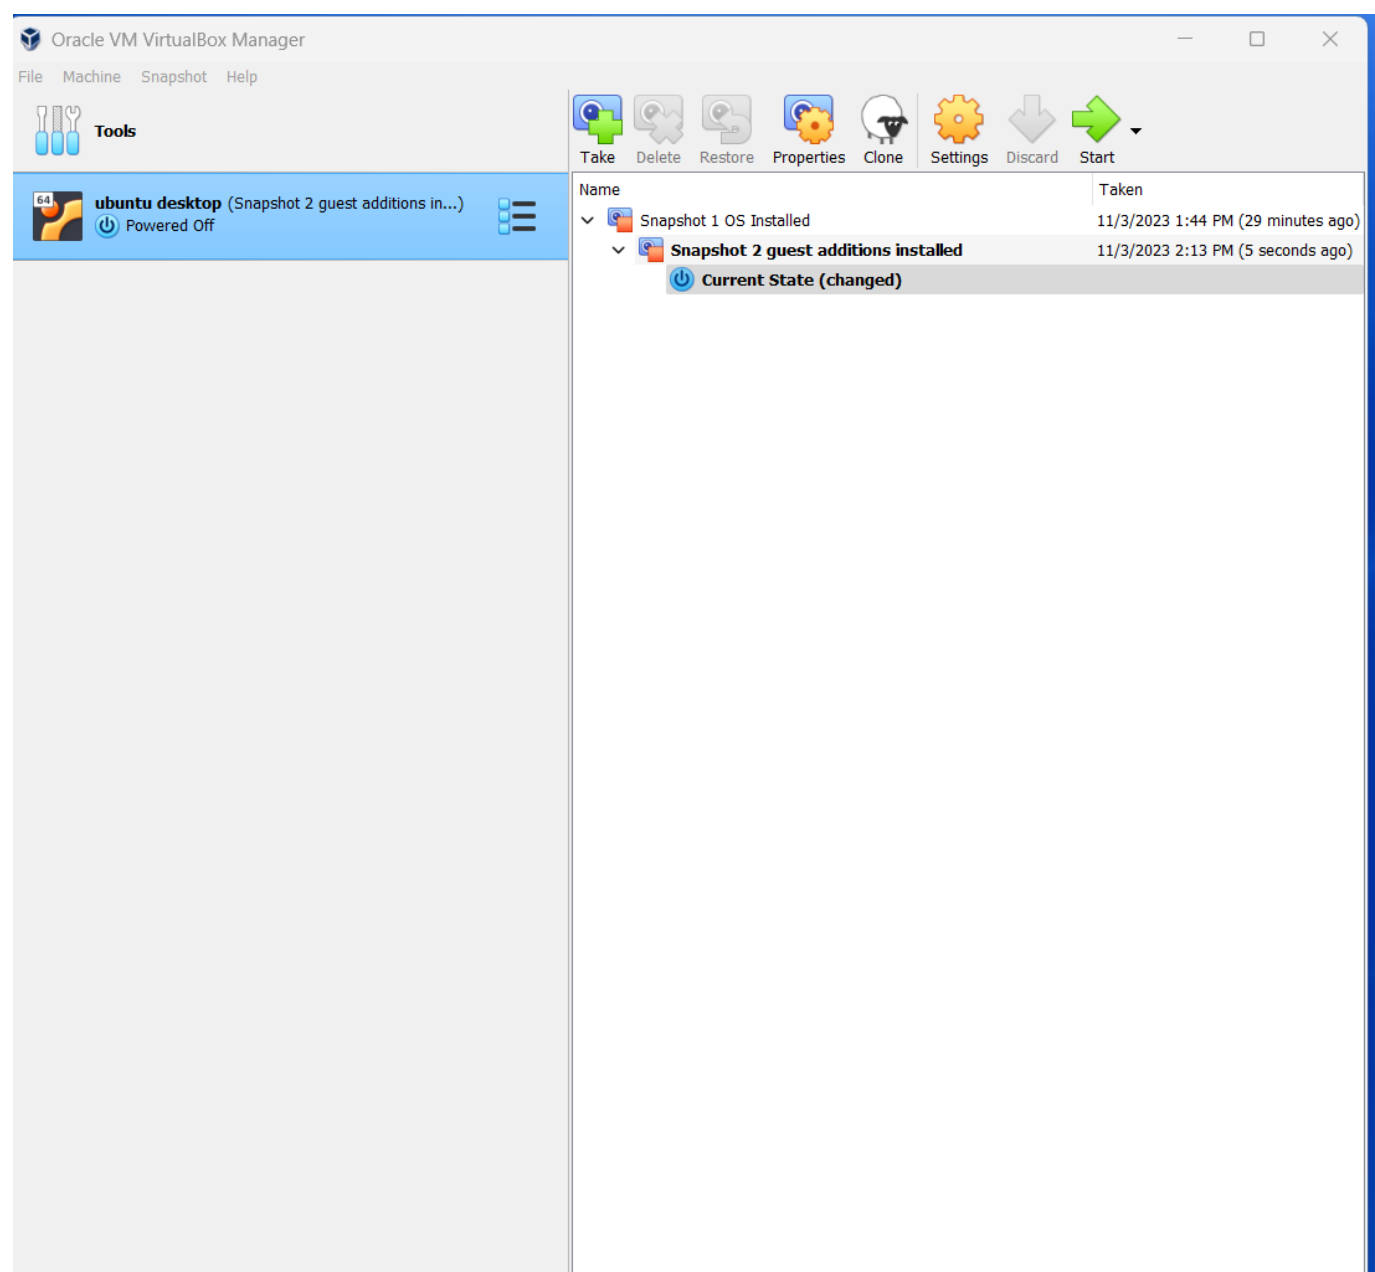 Oracle VM VirtualBox Manager
File Machine Snapshot Help
Tools
Take Delete Restore Properties Clone Settings Discard Start
64
ubuntu desktop (Snapshot 2 guest additions in...)
Powered Off
Name Taken
Snapshot 1 OS Installed 11/3/2023 1:44 PM (29 minutes ago)
Snapshot 2 guest additions installed 11/3/2023 2:13 PM (5 seconds ago)
Current State (changed)